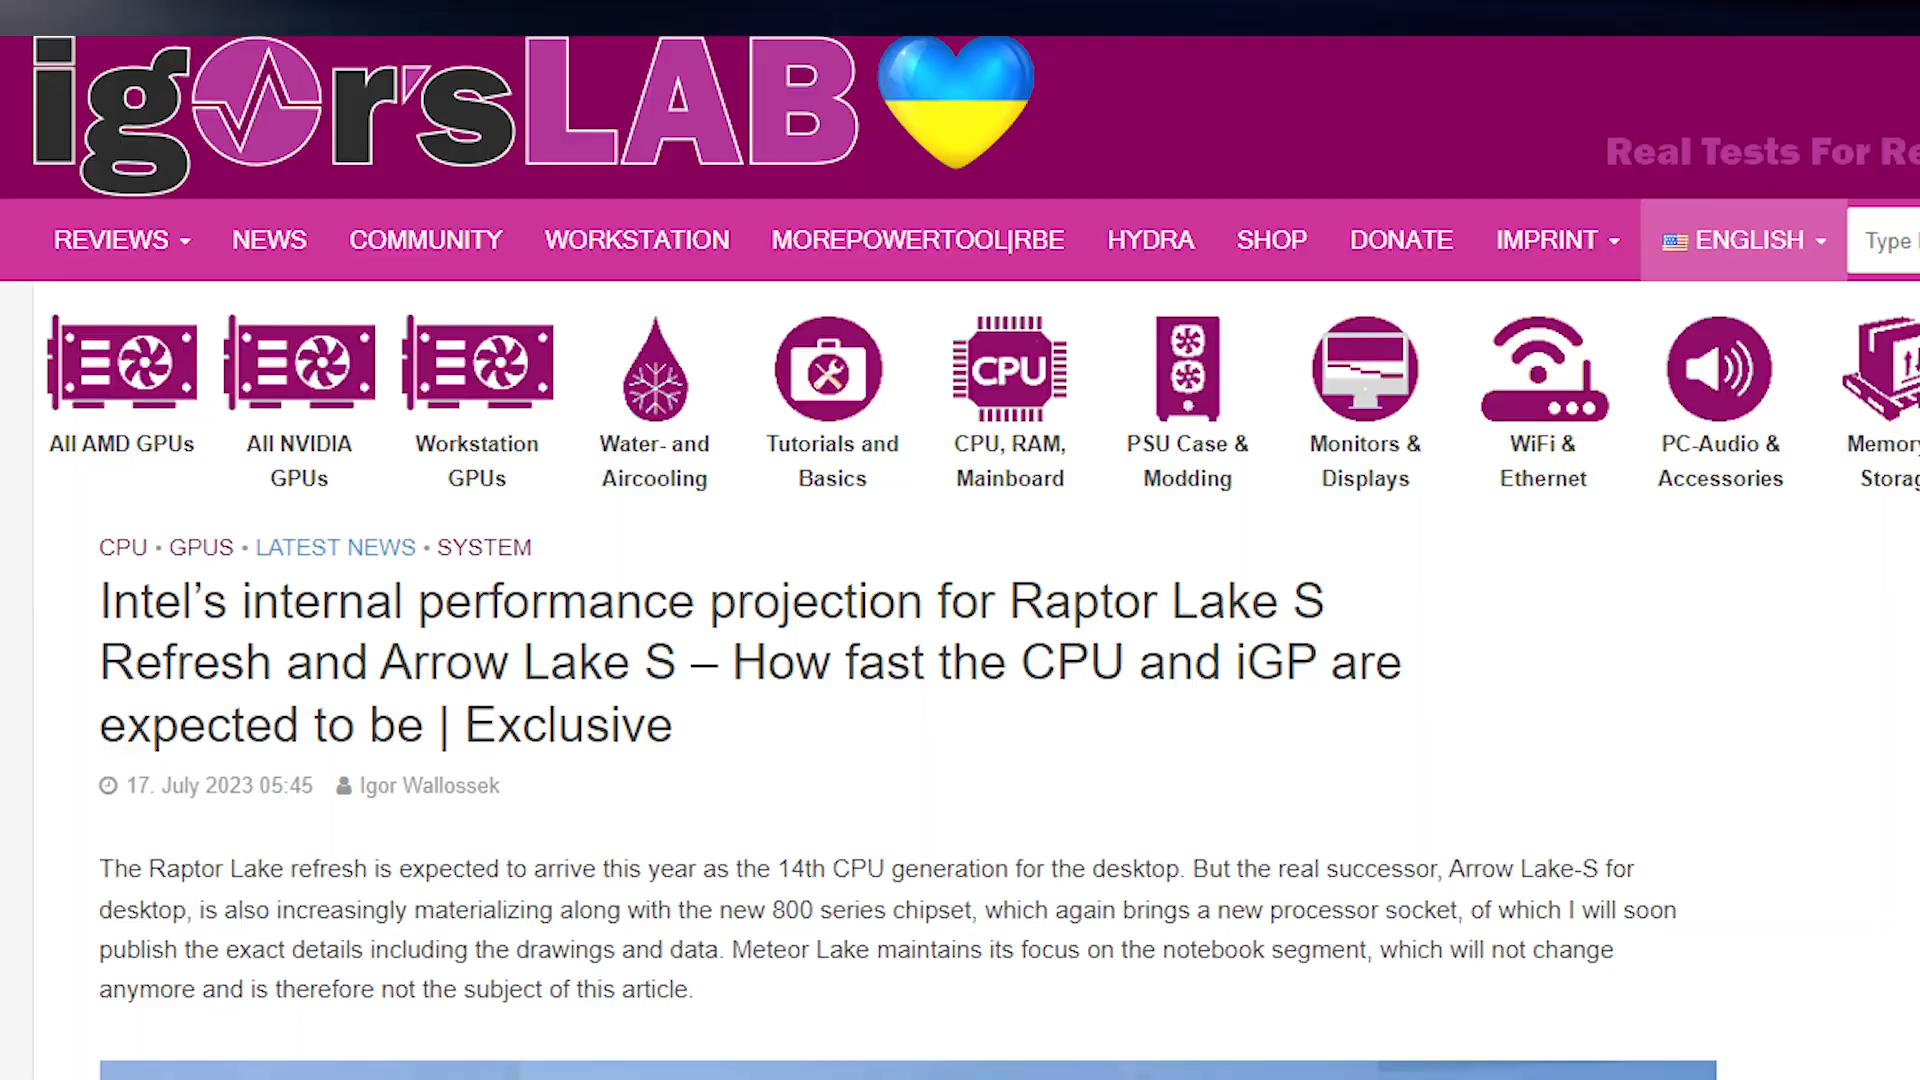 igor'sLAB
Real Tests For
REVIEWS NEWS COMMUNITY WORKSTATION MOREPOWERTOOL|RBE HYDRA SHOP DONATE IMPRINT ENGLISH Type
All AMD GPUs
All NVIDIA
GPUs
Workstation
GPUs
Water- and
Aircooling
Tutorials and
Basics
CPU
CPU, RAM,
Mainboard
PSU Case &
Modding
Monitors &
Displays
WiFi &
Ethernet
PC-Audio &
Accessories
CPU • GPUS • LATEST NEWS • SYSTEM
Intel’s internal performance projection for Raptor Lake S
Refresh and Arrow Lake S – How fast the CPU and iGP are
expected to be | Exclusive
17. July 2023 05:45 Igor Wallossek
The Raptor Lake refresh is expected to arrive this year as the 14th CPU generation for the desktop. But the real successor, Arrow Lake-S for
desktop, is also increasingly materializing along with the new 800 series chipset, which again brings a new processor socket, of which I will soon
publish the exact details including the drawings and data. Meteor Lake maintains its focus on the notebook segment, which will not change
anymore and is therefore not the subject of this article.